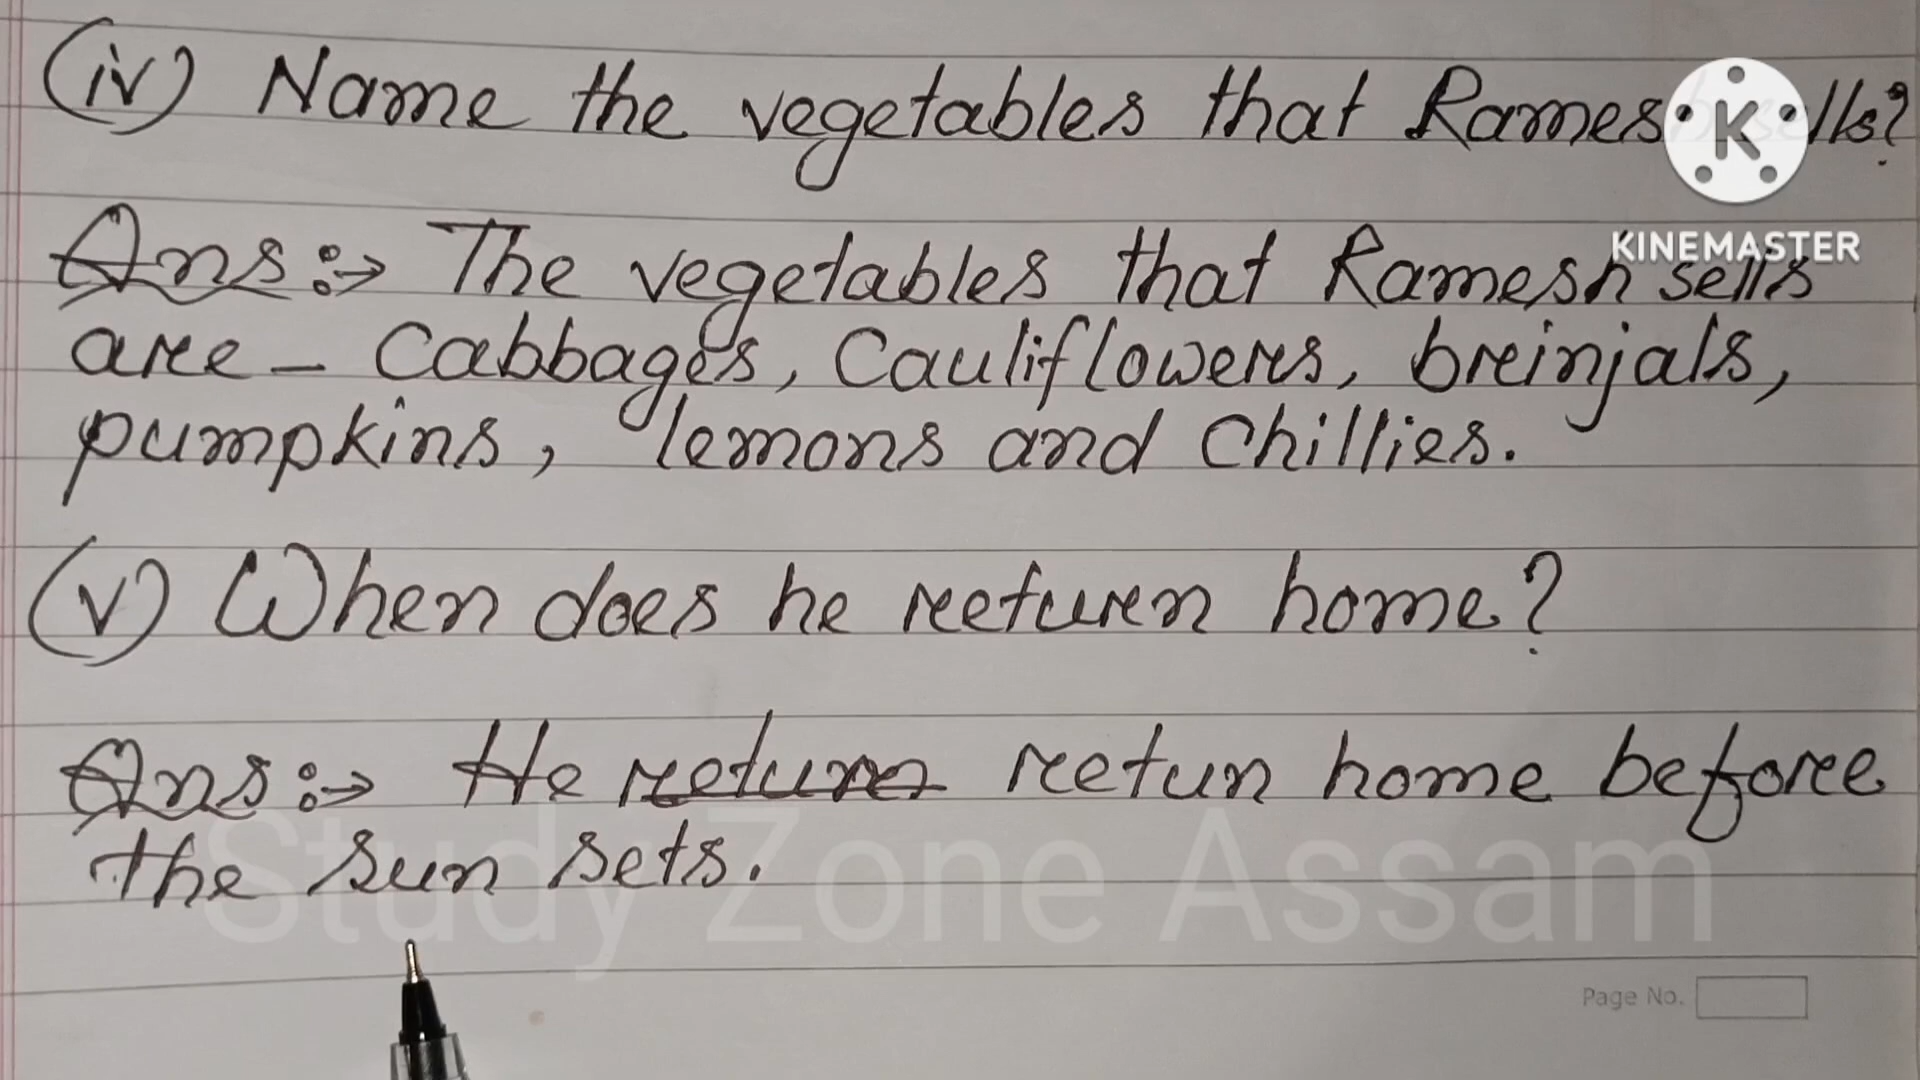 (iv) Name the vegetables that Ramesh sells?
KINEMASTER
Ans:→ The vegetables that Ramesh sells
are - Cabbages, Cauliflowers, breinjals,
pumpkins, lemons and Chillies.
(v) When does he return home?
Ans:→ He return retun home before
the sun sets.
Study Zone Assam
Page No.